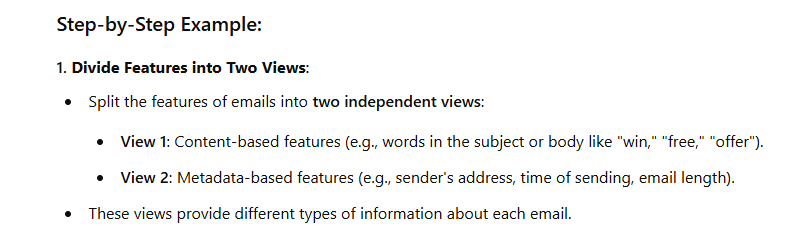 Step-by-Step Example:
1. Divide Features into Two Views:
• Split the features of emails into two independent views:
• View 1: Content-based features (e.g., words in the subject or body like "win," "free," "offer").
• View 2: Metadata-based features (e.g., sender's address, time of sending, email length).
• These views provide different types of information about each email.